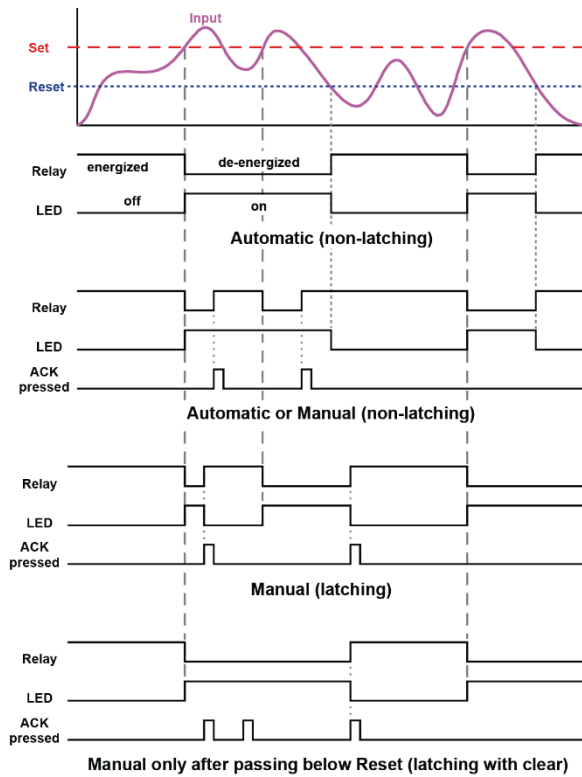 Input
Set
Reset
energized
de-energized
Relay
off
on
LED
Automatic (non-latching)
Relay
LED
ACK
pressed
Automatic or Manual (non-latching)
Relay
LED
ACK
pressed
Manual (latching)
Relay
LED
ACK
pressed
Manual only after passing below Reset (latching with clear)